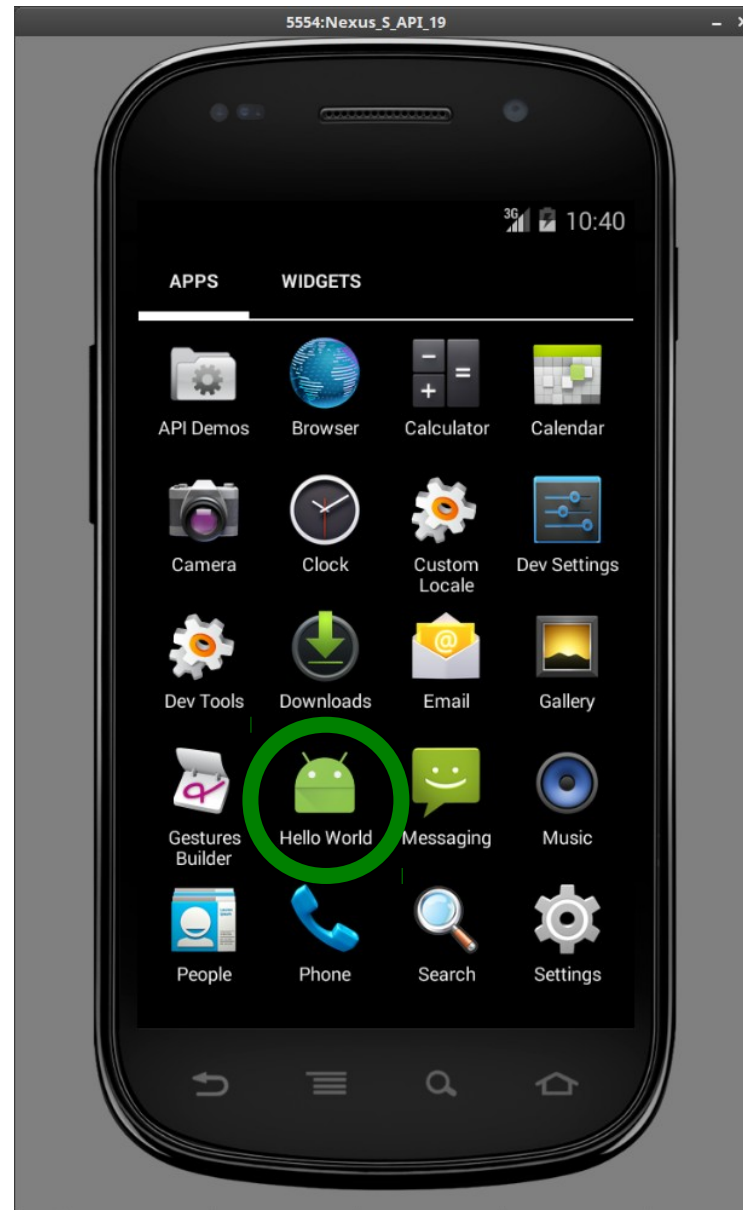 5554:Nexus_S_API_19
3G 10:40
APPS WIDGETS
API Demos Browser Calculator Calendar
Camera Clock Custom Locale Dev Settings
Dev Tools Downloads Email Gallery
Gestures Builder Hello World Messaging Music
People Phone Search Settings